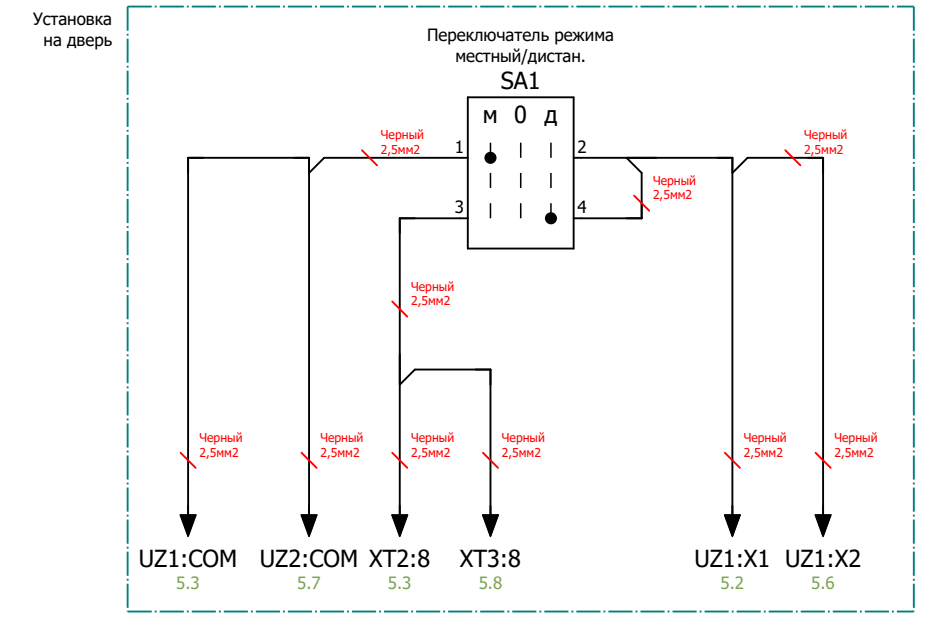 Установка
на дверь
Переключатель режима
местный/дистан.
SA1
м 0 д
1
2
3
4
Черный
2,5мм2
Черный
2,5мм2
Черный
2,5мм2
Черный
2,5мм2
Черный
2,5мм2
Черный
2,5мм2
Черный
2,5мм2
Черный
2,5мм2
Черный
2,5мм2
Черный
2,5мм2
UZ1:COM
5.3
UZ2:COM
5.7
XT2:8
5.3
XT3:8
5.8
UZ1:X1
5.2
UZ1:X2
5.6